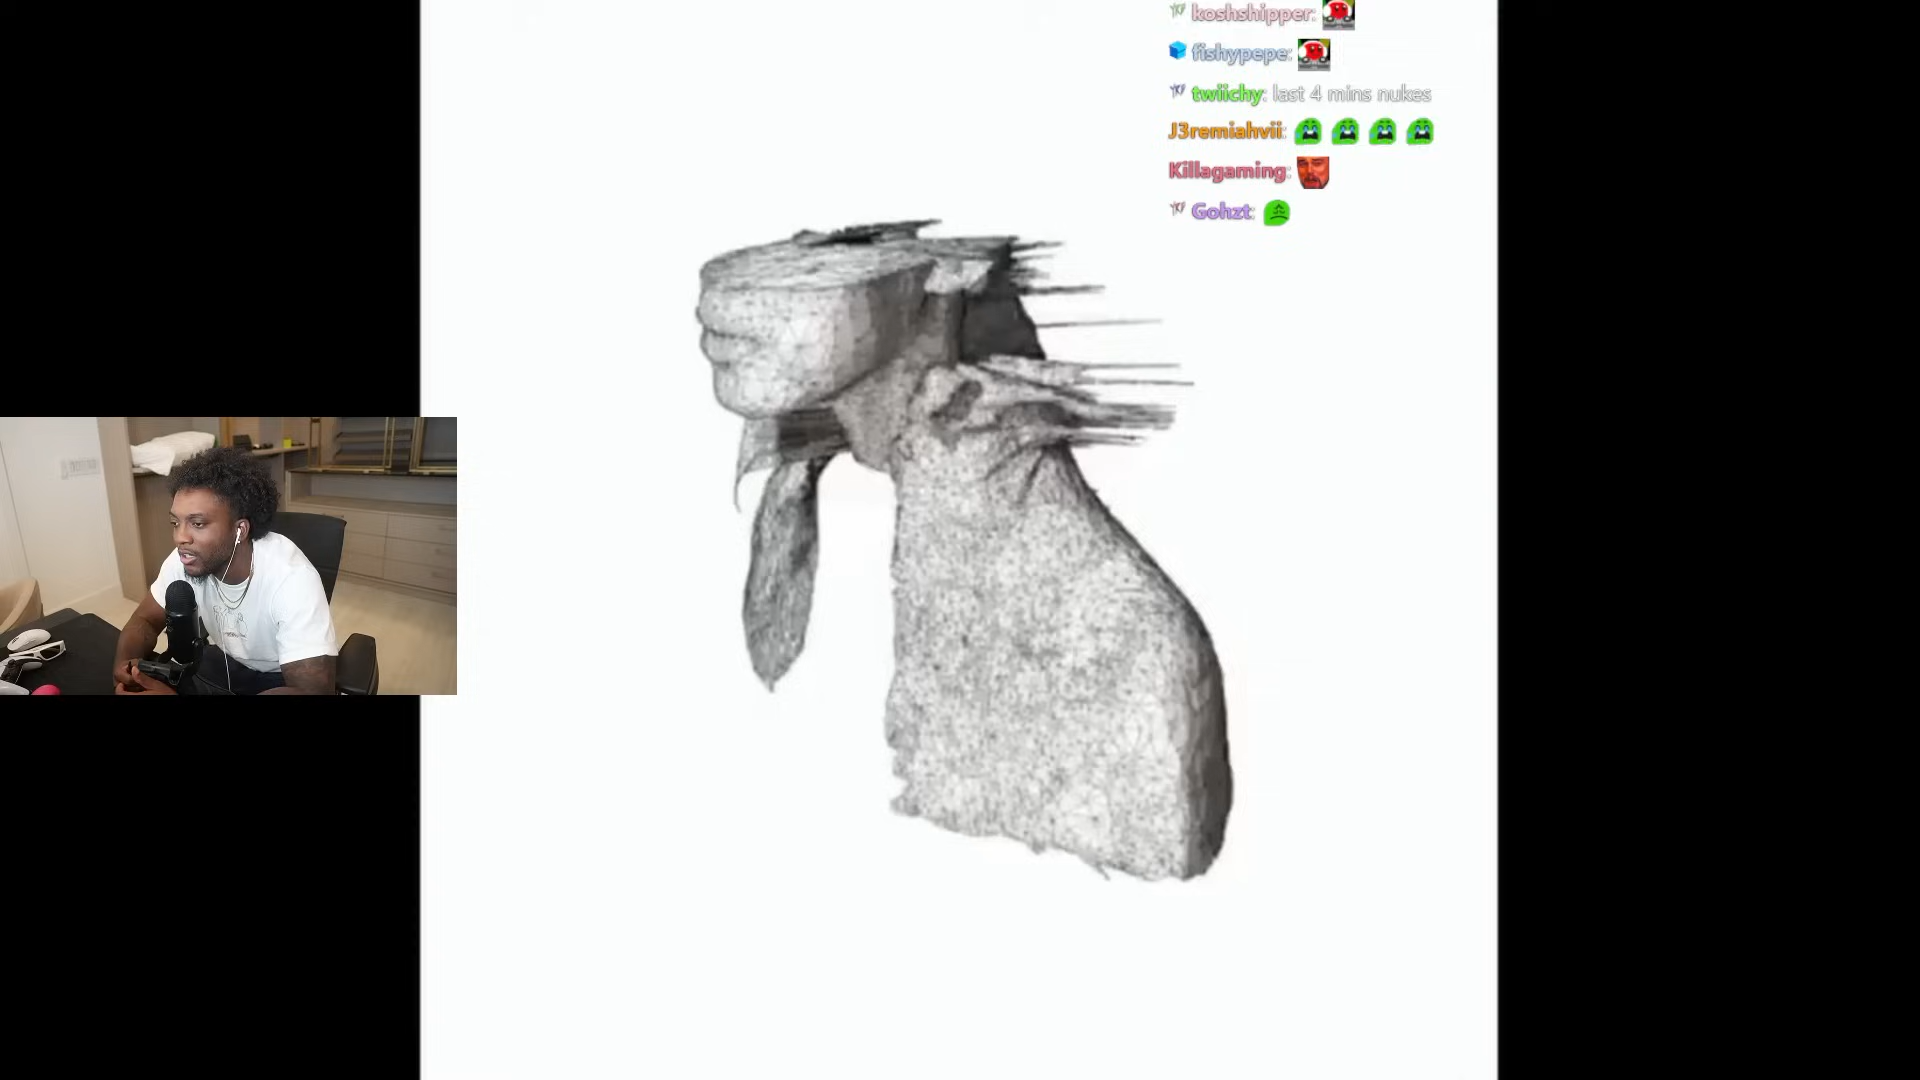 koshshipper:
fishypepe:
twiichy: last 4 mins nukes
J3remiahvii:
Killagaming:
Gohzt: